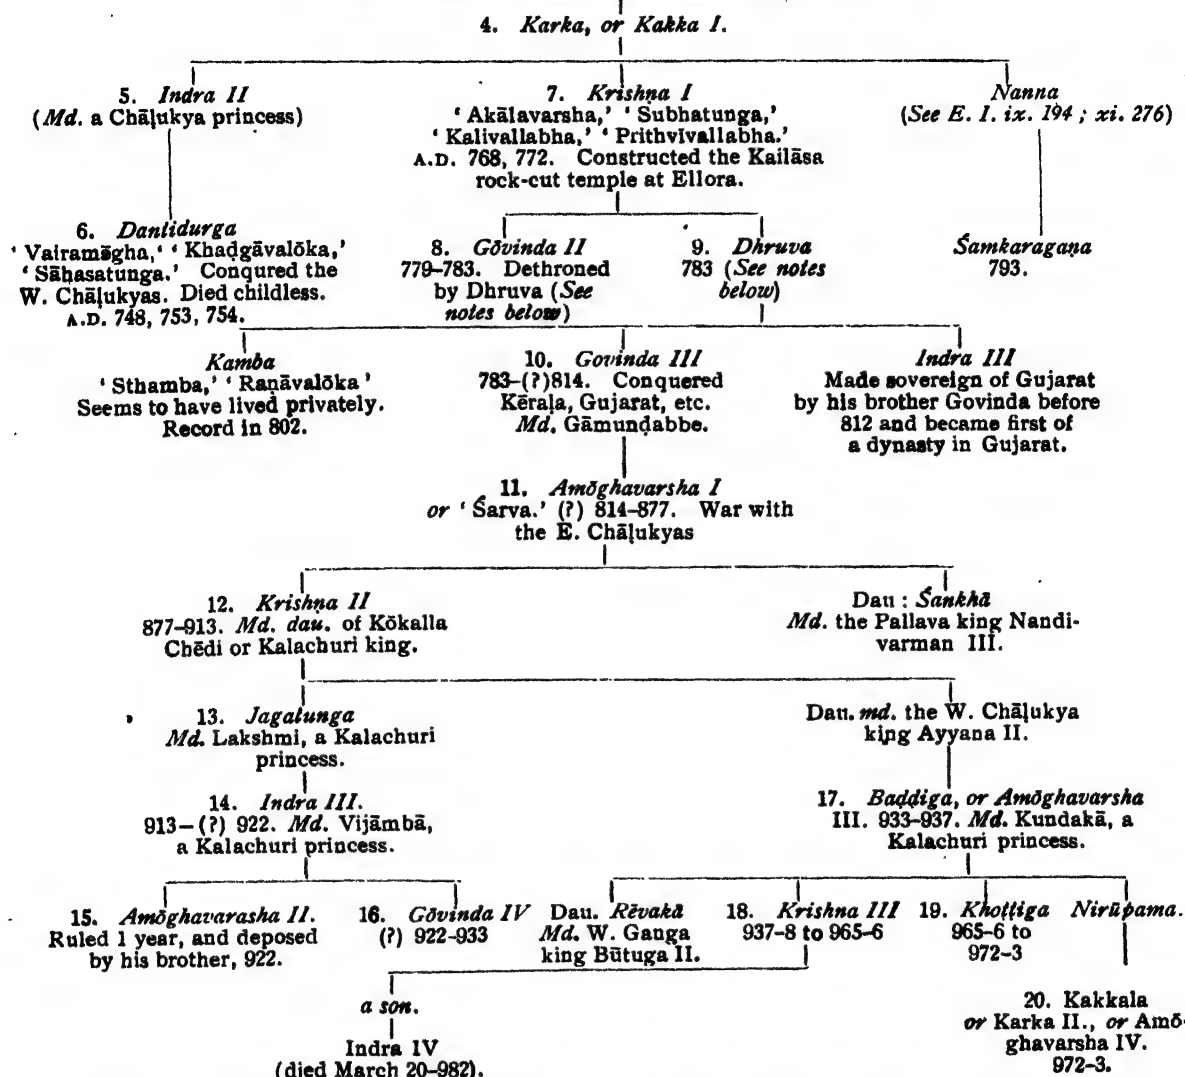 4. Karka, or Kakka I.
5. Indra II
(Md. a Chāḷukya princess)
7. Krishṇa I
‘ Akālavarsha,’ ‘ Subhatunga,’
‘ Kalivallabha,’ ‘ Prithvīvallabha.’
A.D. 768, 772. Constructed the Kailāsa
rock-cut temple at Ellora.
Nanna
(See E. I. ix. 194 ; xi. 276)
6. Dantidurga
‘ Vairamēgha,’ ‘ Khaḍgāvalōka,’
‘ Sāhasatunga.’ Conqured the
W. Chāḷukyas. Died childless.
A.D. 748, 753, 754.
8. Gōvinda II
779–783. Dethroned
by Dhruva (See
notes below)
9. Dhruva
783 (See notes
below)
Śamkaragaṇa
793.
Kamba
‘ Sthamba,’ ‘ Raṇāvalōka ’
Seems to have lived privately.
Record in 802.
10. Govinda III
783–(?)814. Conquered
Kēraḷa, Gujarat, etc.
Md. Gāmuṇḍabbe.
Indra III
Made sovereign of Gujarat
by his brother Govinda before
812 and became first of
a dynasty in Gujarat.
11. Amōghavarsha I
or ‘ Śarva.’ (?) 814–877. War with
the E. Chāḷukyas
12. Krishṇa II
877–913. Md. dau. of Kōkalla
Chēdi or Kalachuri king.
Dau : Śankhā
Md. the Pallava king Nandi-
varman III.
13. Jagatunga
Md. Lakshmi, a Kalachuri
princess.
Dau. md. the W. Chāḷukya
king Ayyana II.
14. Indra III.
913– (?) 922. Md. Vijāmbā,
a Kalachuri princess.
17. Baḍḍiga, or Amōghavarsha
III. 933–937. Md. Kundakā, a
Kalachuri princess.
15. Amōghavarasha II.
Ruled 1 year, and deposed
by his brother, 922.
16. Gōvinda IV
(?) 922–933
Dau. Rēvakā
Md. W. Ganga
king Būtuga II.
18. Krishna III
937–8 to 965–6
19. Khoṭṭiga
965–6 to
972–3
Nirūpama.
a son.
Indra IV
(died March 20–982).
20. Kakkala
or Karka II., or Amō-
ghavarsha IV.
972–3.